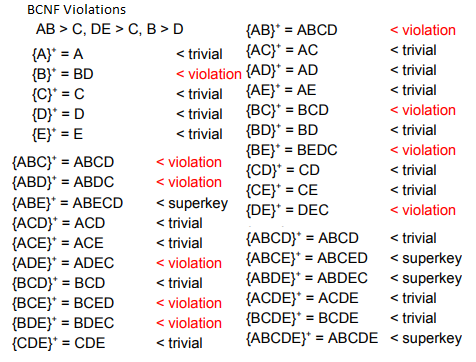 BCNF Violations
AB > C, DE > C, B > D
{A}⁺ = A < trivial
{B}⁺ = BD < violation
{C}⁺ = C < trivial
{D}⁺ = D < trivial
{E}⁺ = E < trivial
{ABC}⁺ = ABCD < violation
{ABD}⁺ = ABDC < violation
{ABE}⁺ = ABECD < superkey
{ACD}⁺ = ACD < trivial
{ACE}⁺ = ACE < trivial
{ADE}⁺ = ADEC < violation
{BCD}⁺ = BCD < trivial
{BCE}⁺ = BCED < violation
{BDE}⁺ = BDEC < violation
{CDE}⁺ = CDE < trivial
{AB}⁺ = ABCD < violation
{AC}⁺ = AC < trivial
{AD}⁺ = AD < trivial
{AE}⁺ = AE < trivial
{BC}⁺ = BCD < violation
{BD}⁺ = BD < trivial
{BE}⁺ = BEDC < violation
{CD}⁺ = CD < trivial
{CE}⁺ = CE < trivial
{DE}⁺ = DEC < violation
{ABCD}⁺ = ABCD < trivial
{ABCE}⁺ = ABCED < superkey
{ABDE}⁺ = ABDEC < superkey
{ACDE}⁺ = ACDE < trivial
{BCDE}⁺ = BCDE < trivial
{ABCDE}⁺ = ABCDE < superkey